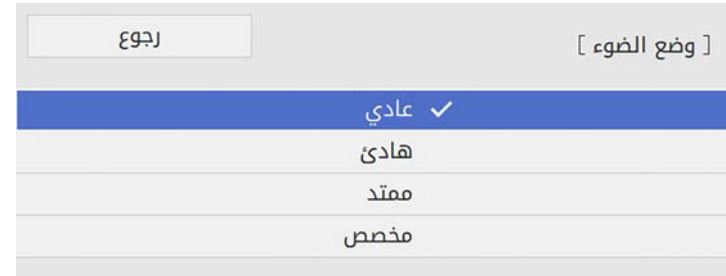 [ وضع الضوء ]
رجوع
عادي
هادئ
ممتد
مخصص